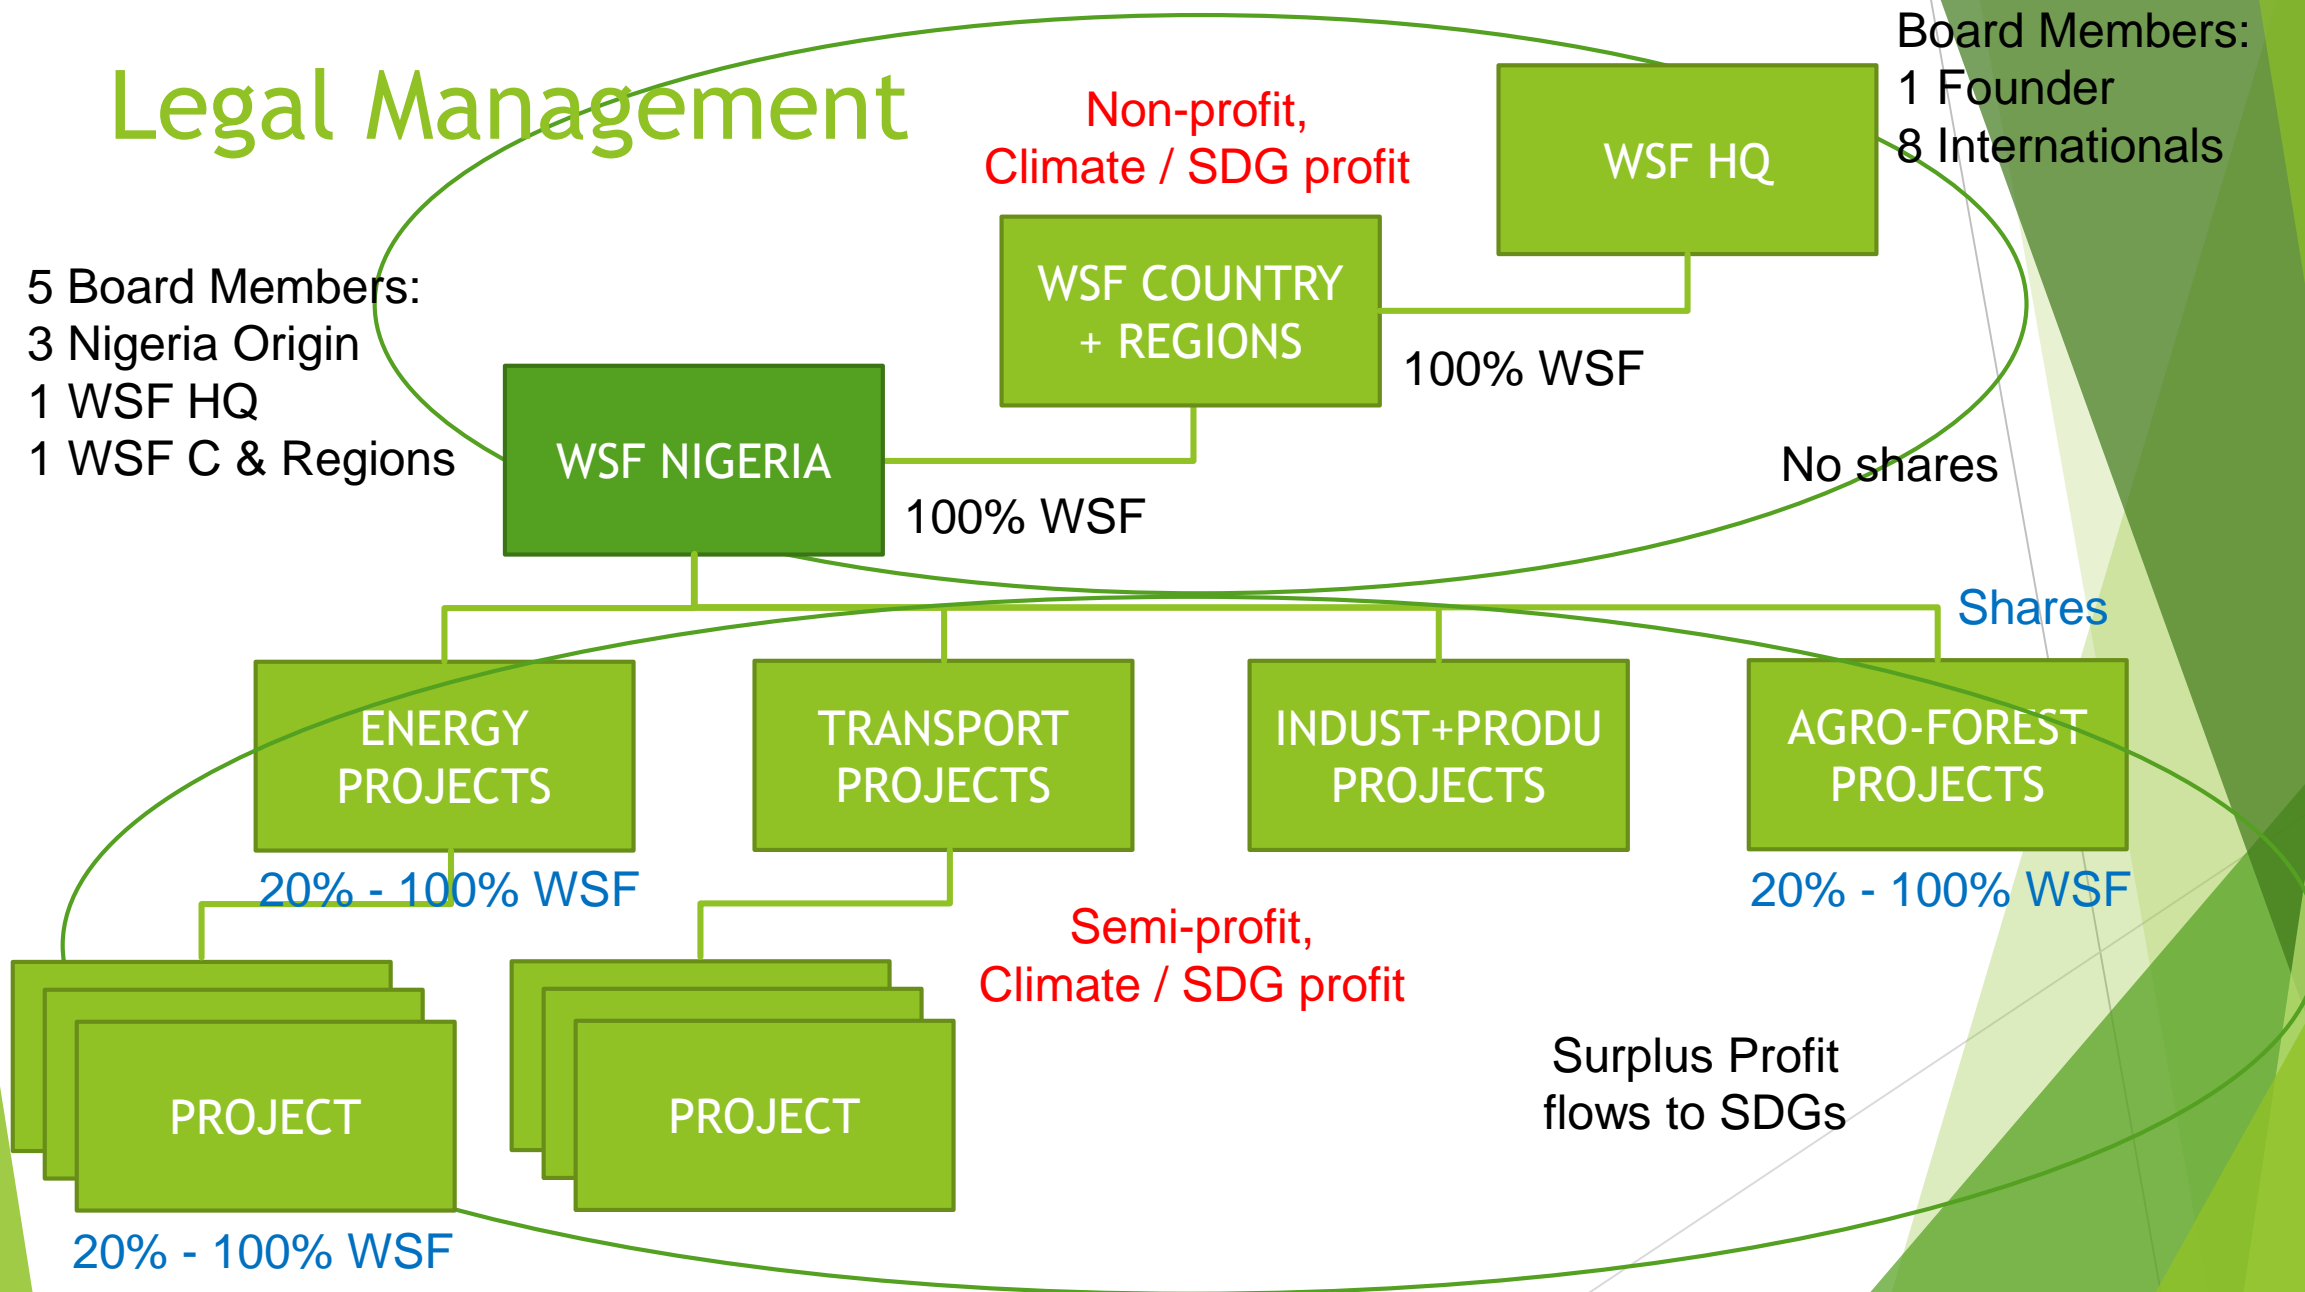 Legal Management
Board Members:
1 Founder
8 Internationals
Non-profit,
Climate / SDG profit
WSF HQ
WSF COUNTRY
+ REGIONS
100% WSF
5 Board Members:
3 Nigeria Origin
1 WSF HQ
1 WSF C & Regions
WSF NIGERIA
100% WSF
No shares
Shares
ENERGY
PROJECTS
TRANSPORT
PROJECTS
INDUST+PRODU
PROJECTS
AGRO-FOREST
PROJECTS
20% - 100% WSF
20% - 100% WSF
Semi-profit,
Climate / SDG profit
PROJECT
PROJECT
Surplus Profit
flows to SDGs
20% - 100% WSF